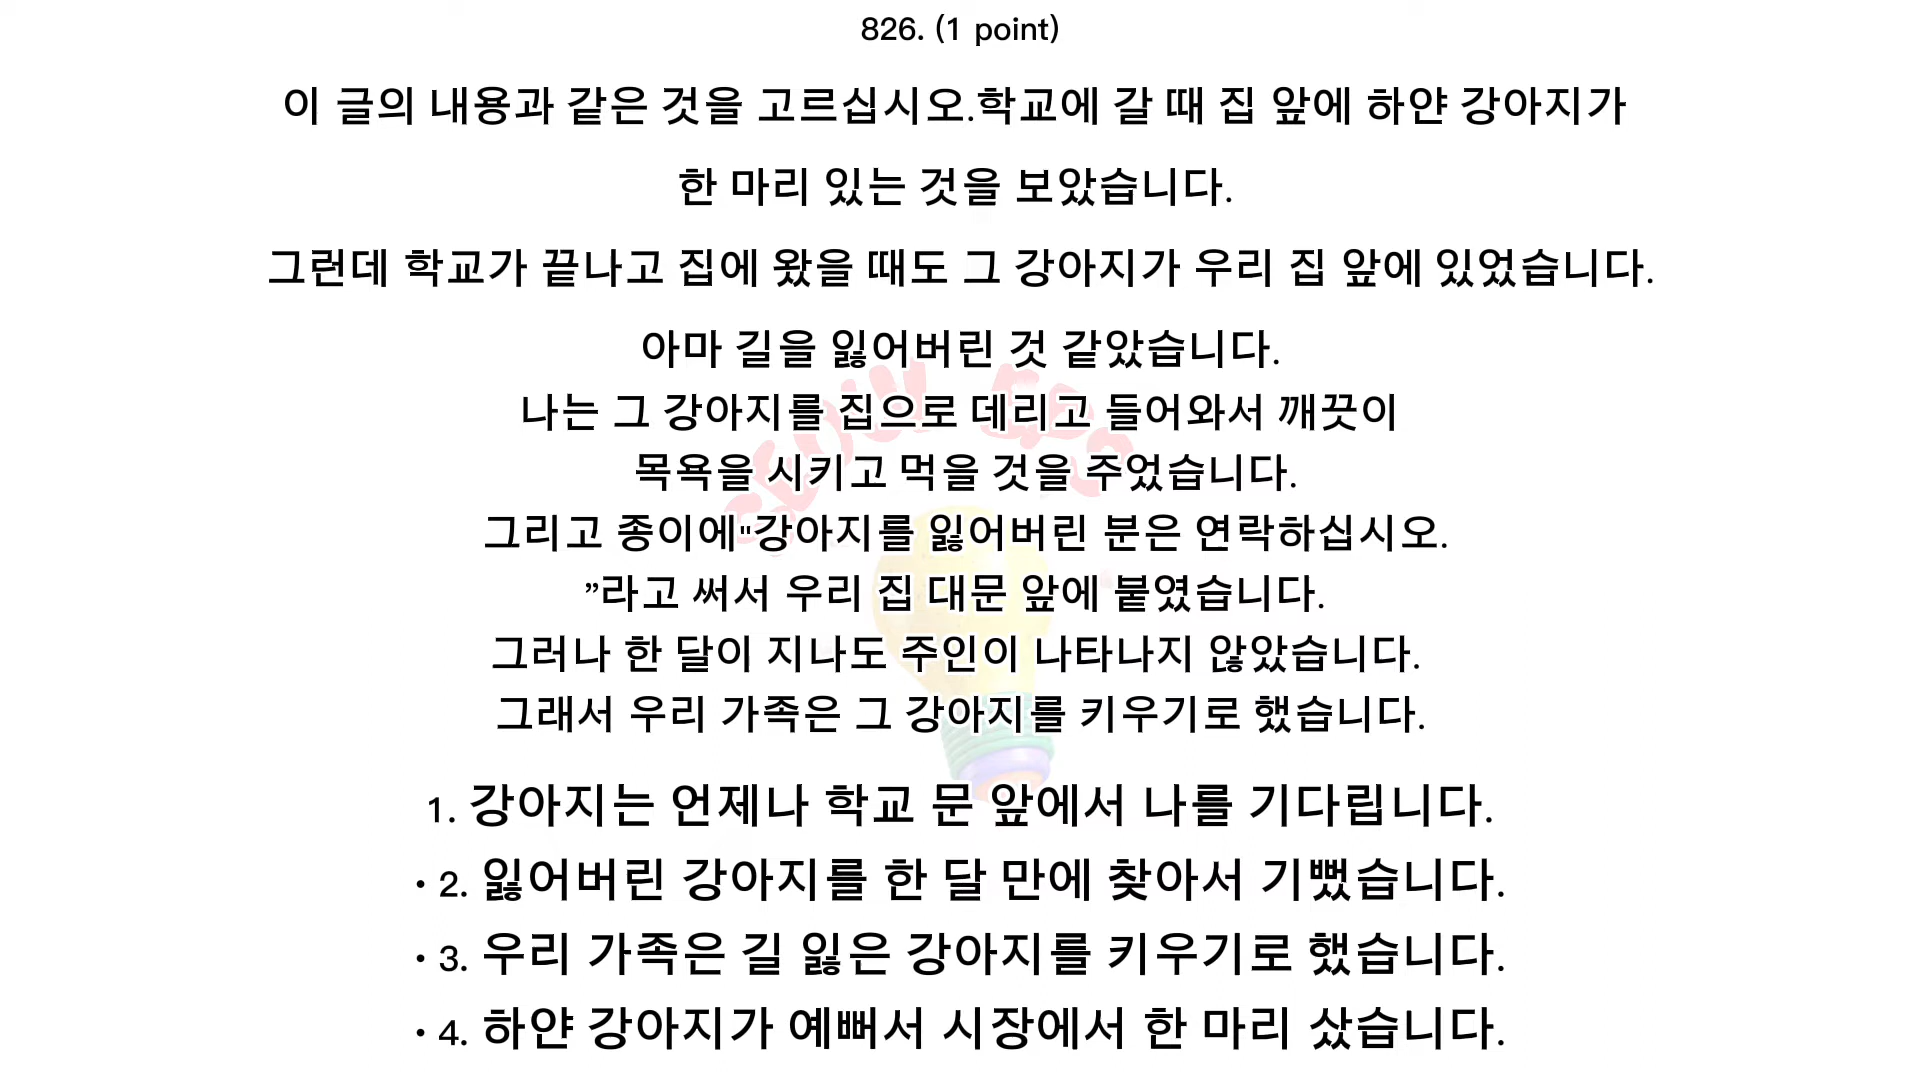 826. (1 point)
이 글의 내용과 같은 것을 고르십시오.학교에 갈 때 집 앞에 하얀 강아지가
한 마리 있는 것을 보았습니다.
그런데 학교가 끝나고 집에 왔을 때도 그 강아지가 우리 집 앞에 있었습니다.
아마 길을 잃어버린 것 같았습니다.
나는 그 강아지를 집으로 데리고 들어와서 깨끗이
목욕을 시키고 먹을 것을 주었습니다.
그리고 종이에"강아지를 잃어버린 분은 연락하십시오.
”라고 써서 우리 집 대문 앞에 붙였습니다.
그러나 한 달이 지나도 주인이 나타나지 않았습니다.
그래서 우리 가족은 그 강아지를 키우기로 했습니다.
1. 강아지는 언제나 학교 문 앞에서 나를 기다립니다.
• 2. 잃어버린 강아지를 한 달 만에 찾아서 기뻤습니다.
• 3. 우리 가족은 길 잃은 강아지를 키우기로 했습니다.
• 4. 하얀 강아지가 예뻐서 시장에서 한 마리 샀습니다.